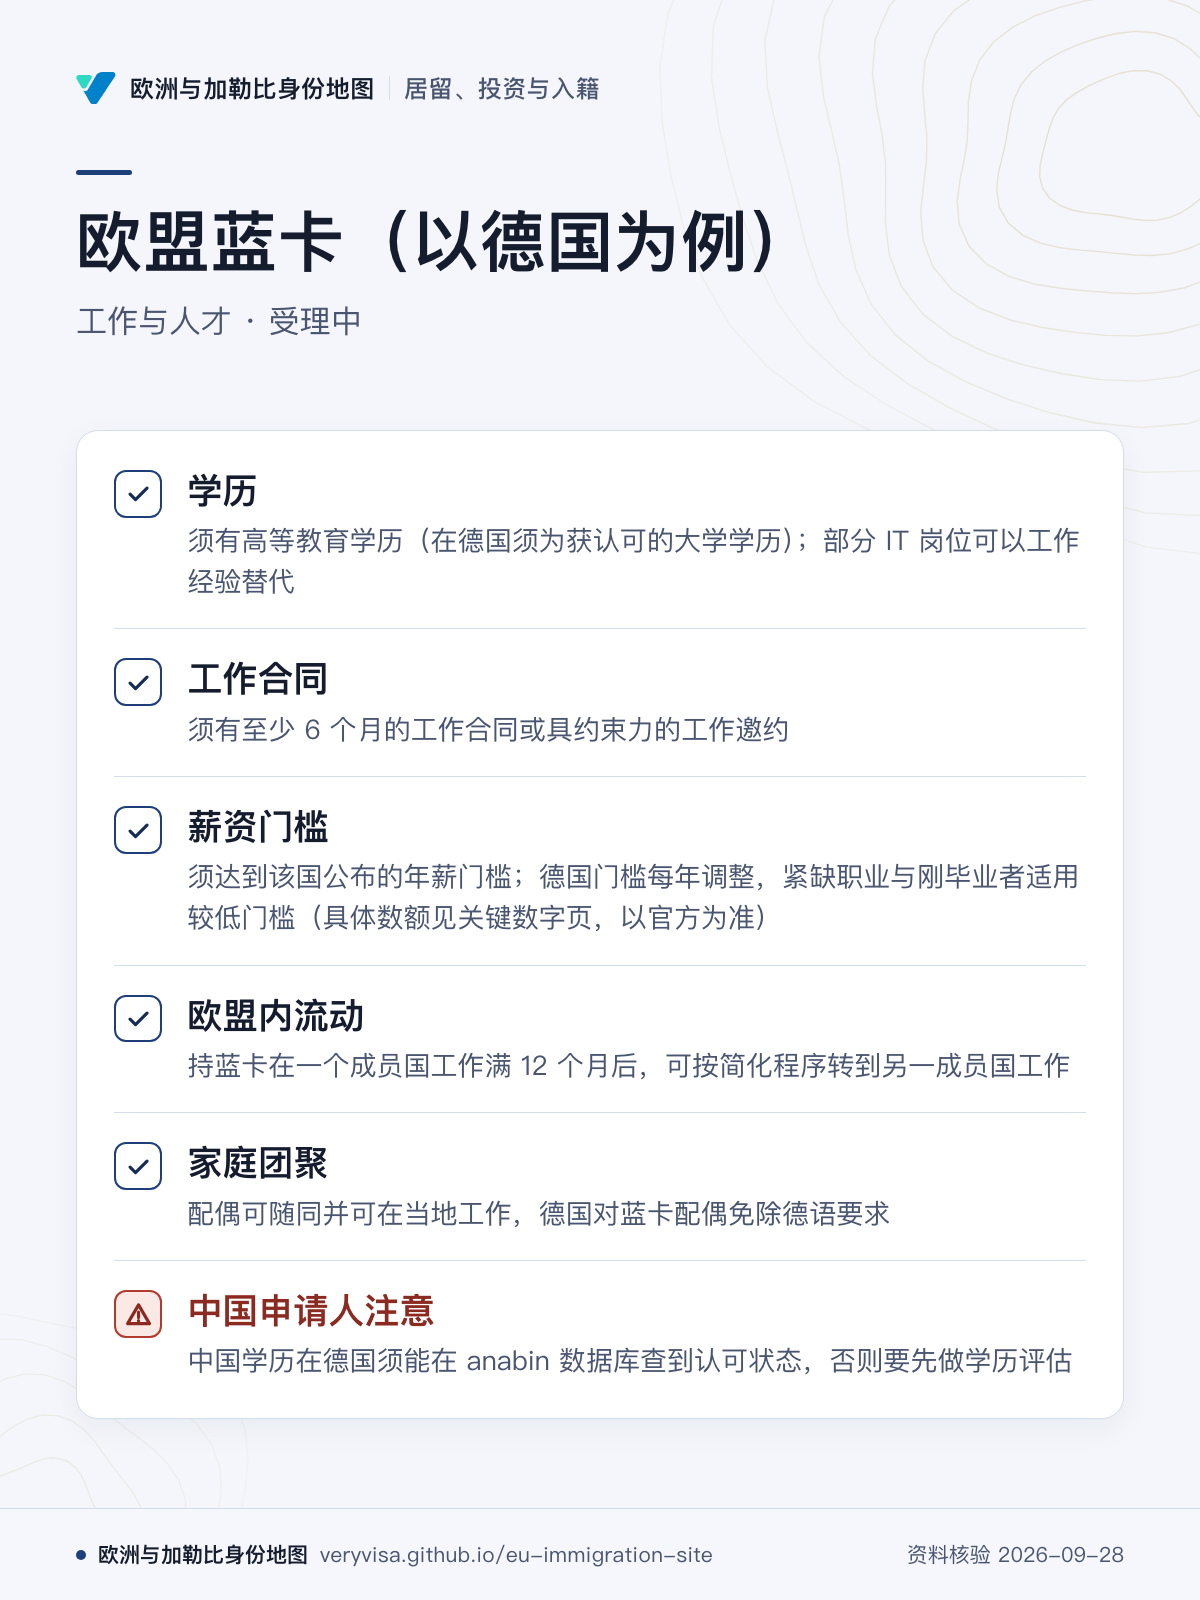 欧洲与加勒比身份地图 居留、投资与入籍
欧盟蓝卡（以德国为例）
工作与人才 · 受理中
学历
须有高等教育学历（在德国须为获认可的大学学历）；部分 IT 岗位可以工作
经验替代
工作合同
须有至少 6 个月的工作合同或具约束力的工作邀约
薪资门槛
须达到该国公布的年薪门槛；德国门槛每年调整，紧缺职业与刚毕业者适用
较低门槛（具体数额见关键数字页，以官方为准）
欧盟内流动
持蓝卡在一个成员国工作满 12 个月后，可按简化程序转到另一成员国工作
家庭团聚
配偶可随同并可在当地工作，德国对蓝卡配偶免除德语要求
中国申请人注意
中国学历在德国须能在 anabin 数据库查到认可状态，否则要先做学历评估
欧洲与加勒比身份地图 veryvisa.github.io/eu-immigration-site 资料核验 2026-09-28